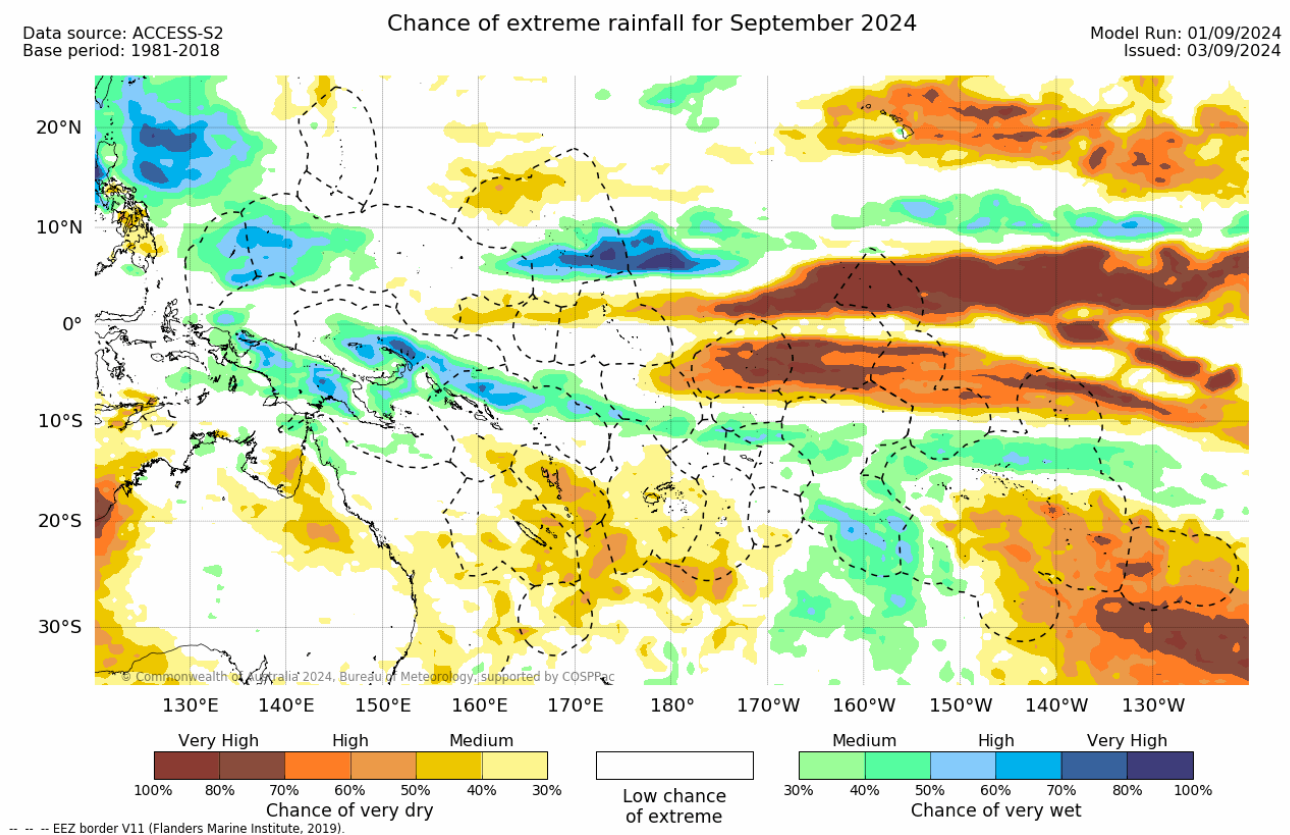 Chance of extreme rainfall for September 2024
Data source: ACCESS-S2
Base period: 1981-2018
Model Run: 01/09/2024
Issued: 03/09/2024
20°N
10°N
0°
10°S
20°S
30°S
© Commonwealth of Australia 2024, Bureau of Meteorology, supported by COSPPac
130°E 140°E 150°E 160°E 170°E 180° 170°W 160°W 150°W 140°W 130°W
Very High High Medium
100% 80% 70% 60% 50% 40% 30%
Chance of very dry
Low chance
of extreme
Medium High Very High
30% 40% 50% 60% 70% 80% 100%
Chance of very wet
-- -- -- EEZ border V11 (Flanders Marine Institute, 2019).